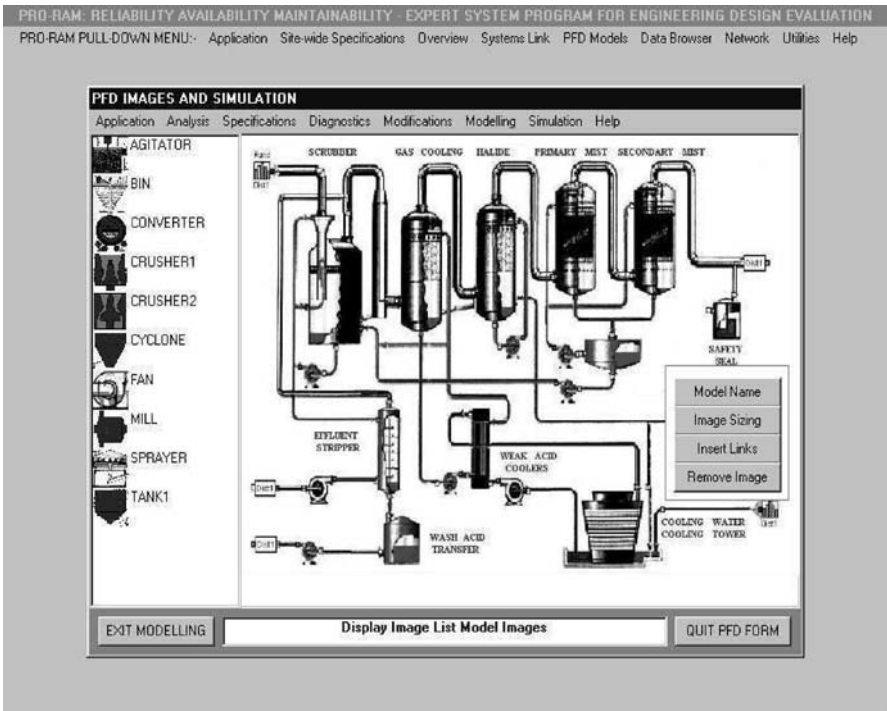 PRO-RAM: RELIABILITY AVAILABILITY MAINTAINABILITY - EXPERT SYSTEM PROGRAM FOR ENGINEERING DESIGN EVALUATION
PRO-RAM PULL-DOWN MENU:- Application Site-wide Specifications Overview Systems Link PFD Models Data Browser Network Utilities Help
PFD IMAGES AND SIMULATION
Application Analysis Specifications Diagnostics Modifications Modelling Simulation Help
AGITATOR
BIN
CONVERTER
CRUSHER1
CRUSHER2
CYCLONE
FAN
MILL
SPRAYER
TANK1
SCRUBBER GAS COOLING HALIDE PRIMARY MIST SECONDARY MIST
SAFETY
SEAL
EFFLUENT
STRIPPER
WEAK ACID
COOLERS
WASH ACID
TRANSFER
COOLING WATER
COOLING TOWER
Model Name
Image Sizing
Insert Links
Remove Image
EXIT MODELLING
Display Image List Model Images
QUIT PFD FORM